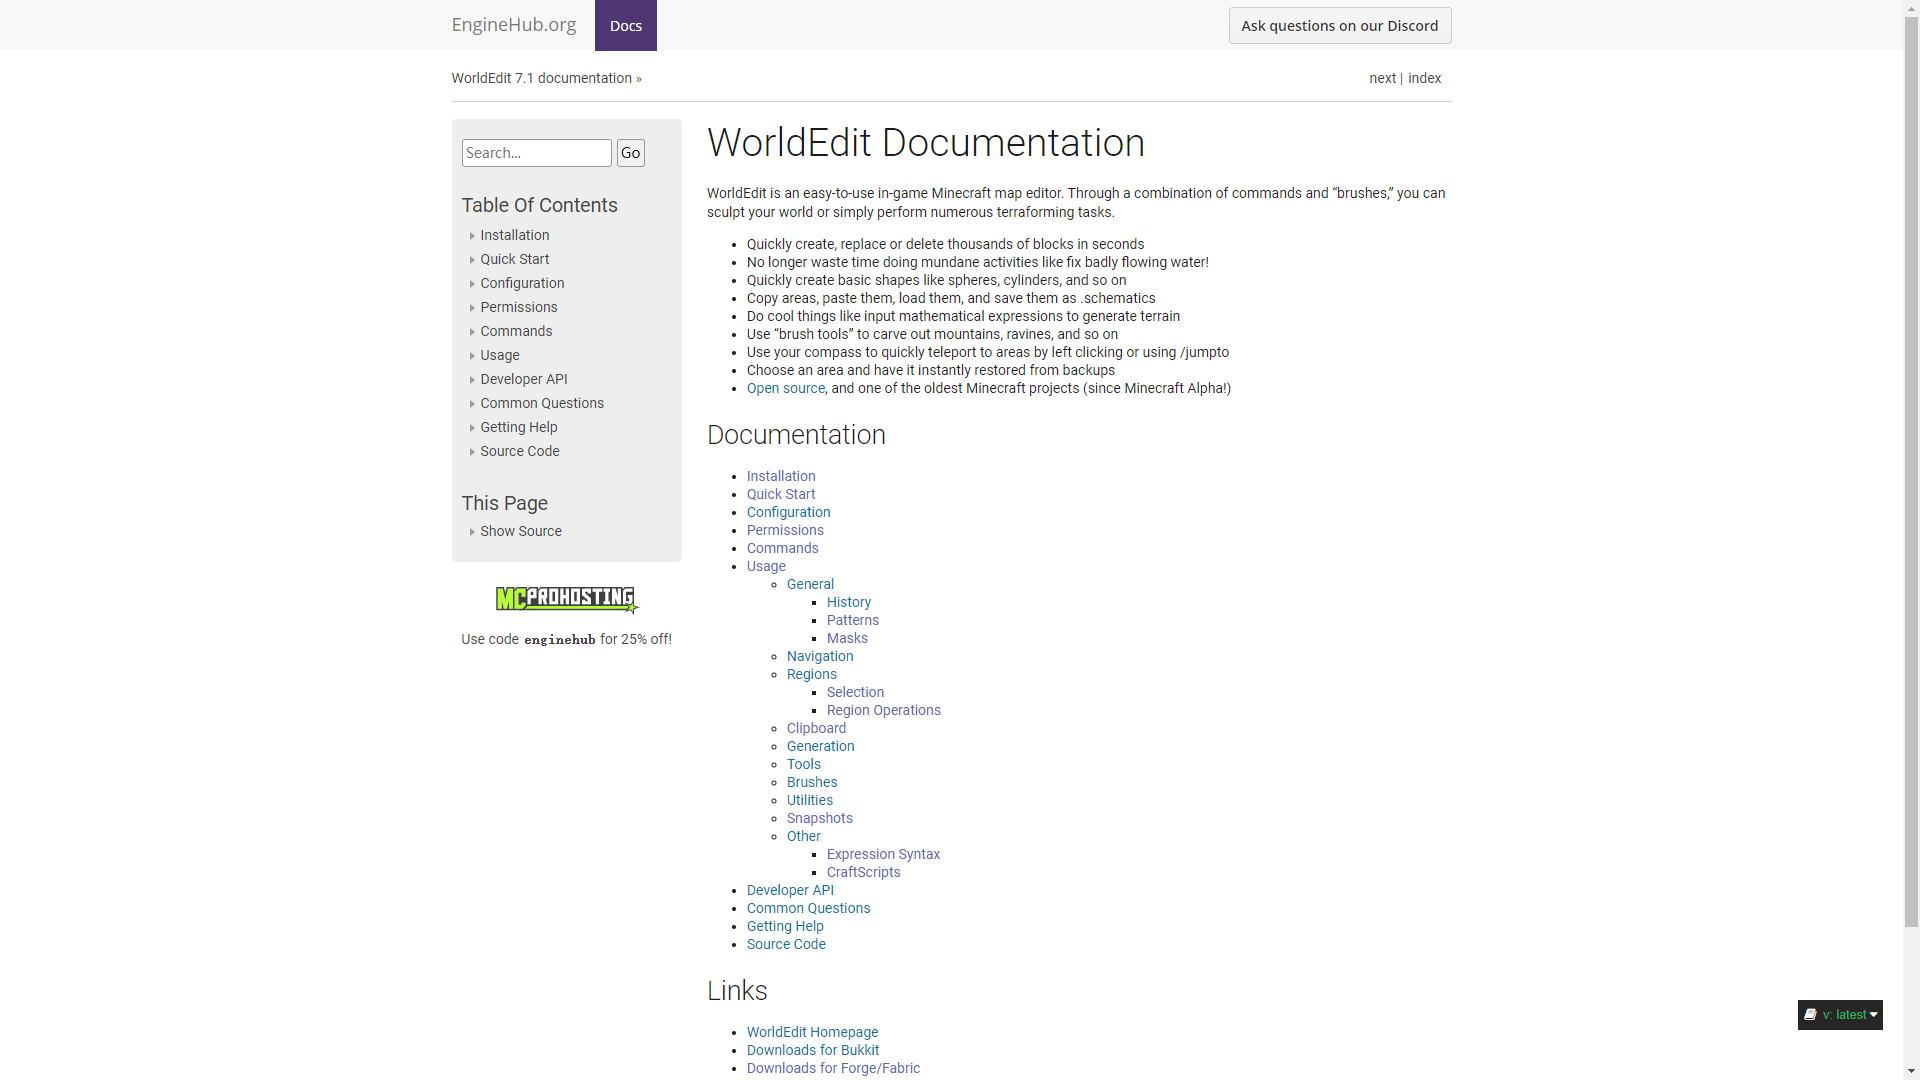 EngineHub.org
Docs
Ask questions on our Discord
WorldEdit 7.1 documentation »
next | index
Search...
Go
Table Of Contents
Installation
Quick Start
Configuration
Permissions
Commands
Usage
Developer API
Common Questions
Getting Help
Source Code
This Page
Show Source
MCPROHOSTING
Use code enginehub for 25% off!
WorldEdit Documentation
WorldEdit is an easy-to-use in-game Minecraft map editor. Through a combination of commands and “brushes,” you can
sculpt your world or simply perform numerous terraforming tasks.
Quickly create, replace or delete thousands of blocks in seconds
No longer waste time doing mundane activities like fix badly flowing water!
Quickly create basic shapes like spheres, cylinders, and so on
Copy areas, paste them, load them, and save them as .schematics
Do cool things like input mathematical expressions to generate terrain
Use “brush tools” to carve out mountains, ravines, and so on
Use your compass to quickly teleport to areas by left clicking or using /jumpto
Choose an area and have it instantly restored from backups
Open source, and one of the oldest Minecraft projects (since Minecraft Alpha!)
Documentation
Installation
Quick Start
Configuration
Permissions
Commands
Usage
General
History
Patterns
Masks
Navigation
Regions
Selection
Region Operations
Clipboard
Generation
Tools
Brushes
Utilities
Snapshots
Other
Expression Syntax
CraftScripts
Developer API
Common Questions
Getting Help
Source Code
Links
WorldEdit Homepage
Downloads for Bukkit
Downloads for Forge/Fabric
v: latest